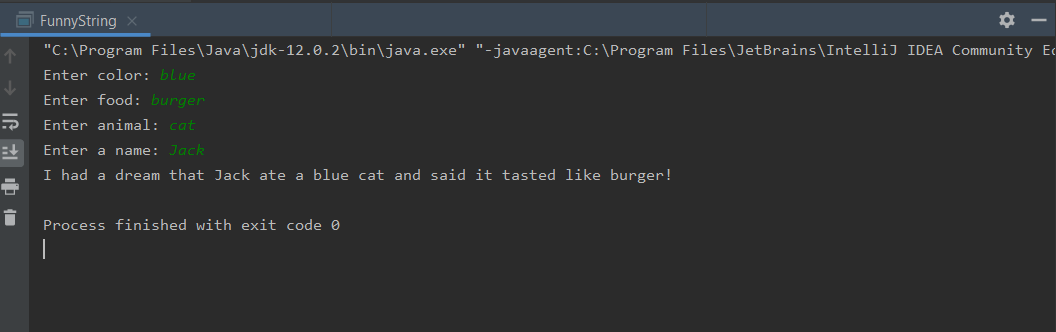 FunnyString
"C:\Program Files\Java\jdk-12.0.2\bin\java.exe" "-javaagent:C:\Program Files\JetBrains\IntelliJ IDEA Community Ed
Enter color: blue
Enter food: burger
Enter animal: cat
Enter a name: Jack
I had a dream that Jack ate a blue cat and said it tasted like burger!
Process finished with exit code 0